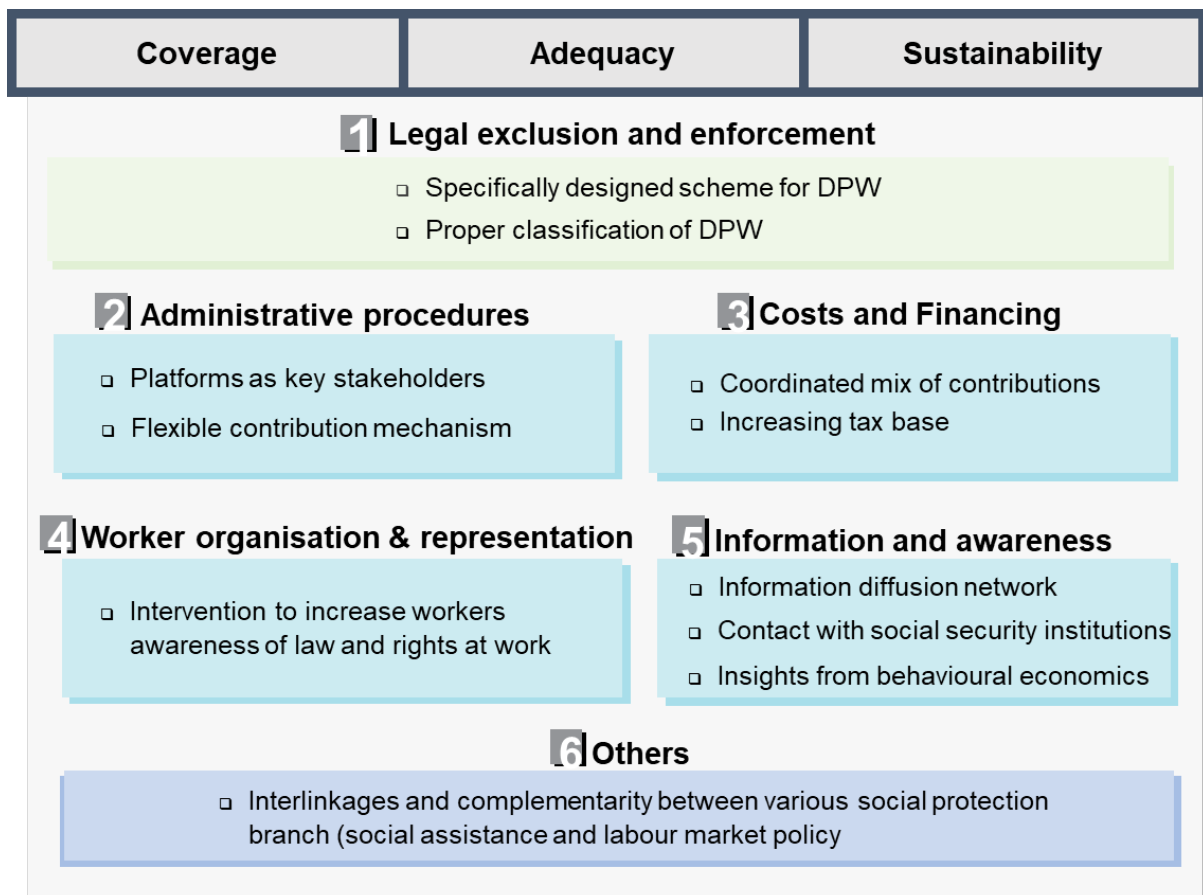 Coverage
Adequacy
Sustainability
1 Legal exclusion and enforcement
Specifically designed scheme for DPW
Proper classification of DPW
2 Administrative procedures
Platforms as key stakeholders
Flexible contribution mechanism
3 Costs and Financing
Coordinated mix of contributions
Increasing tax base
4 Worker organisation & representation
Intervention to increase workers
awareness of law and rights at work
5 Information and awareness
Information diffusion network
Contact with social security institutions
Insights from behavioural economics
6 Others
Interlinkages and complementarity between various social protection
branch (social assistance and labour market policy